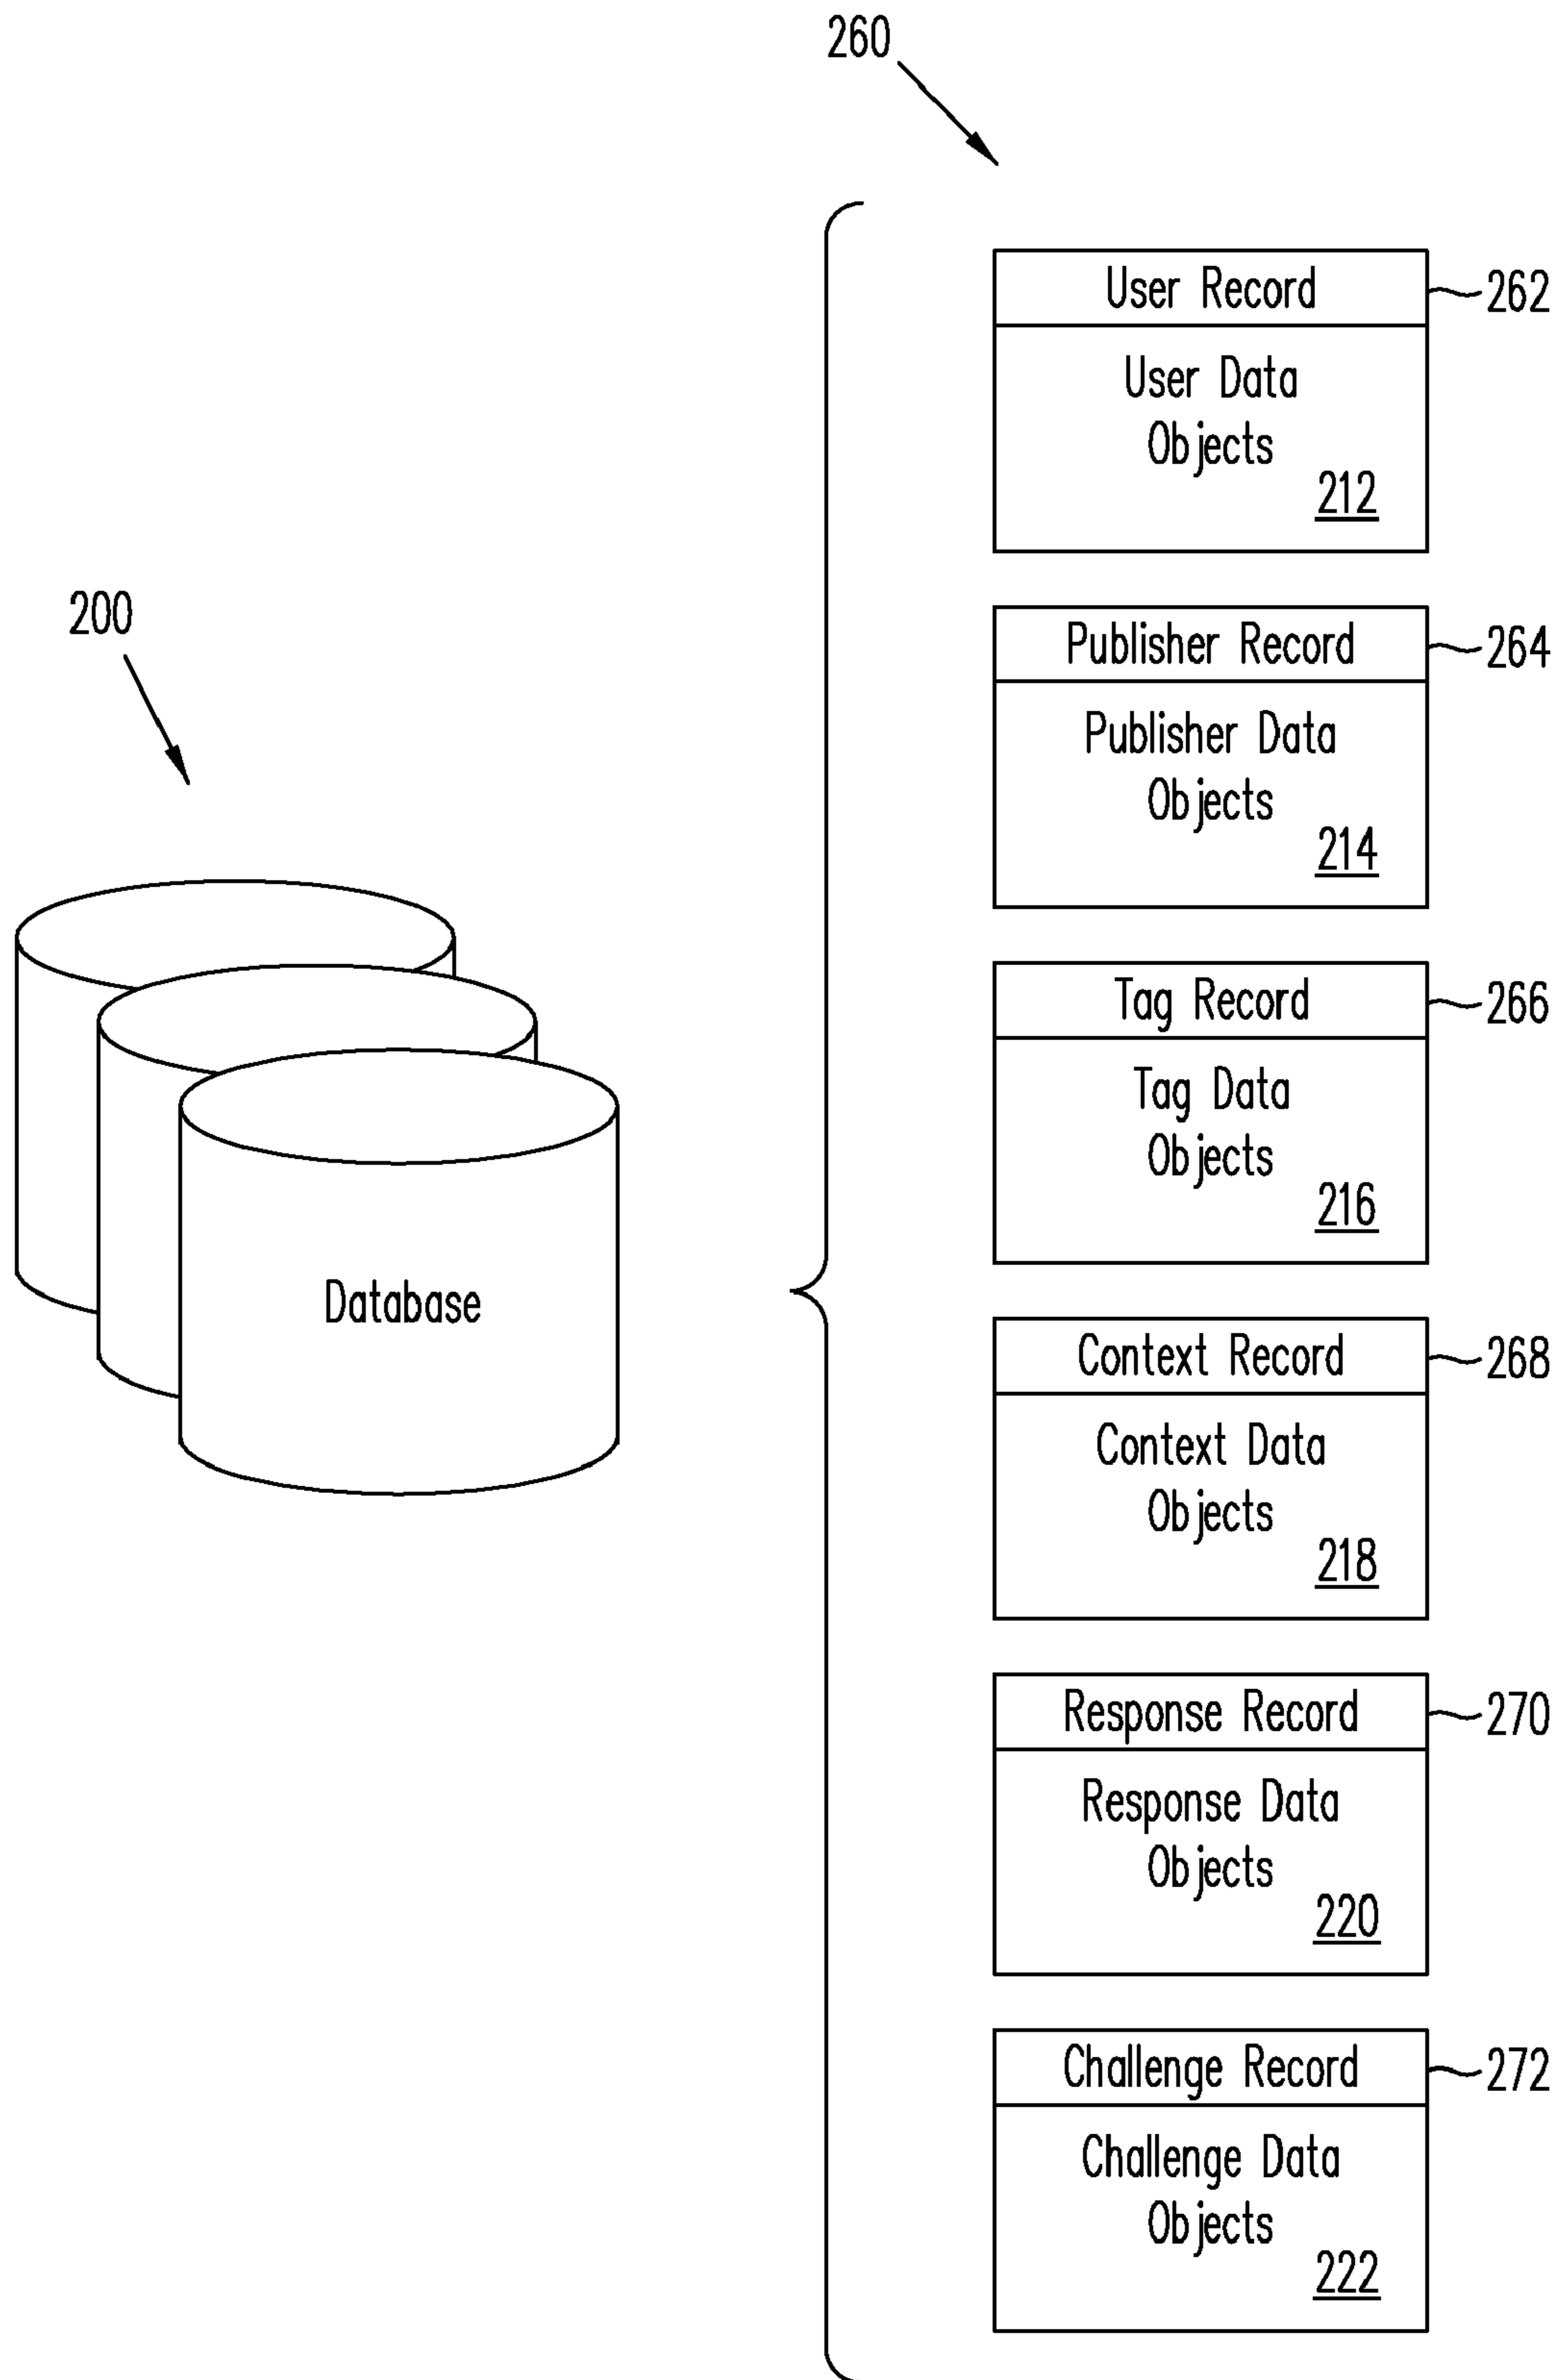 260
User Record
262
User Data
Objects
212
200
Publisher Record
264
Publisher Data
Objects
214
Tag Record
266
Tag Data
Objects
216
Database
Context Record
268
Context Data
Objects
218
Response Record
270
Response Data
Objects
220
Challenge Record
272
Challenge Data
Objects
222